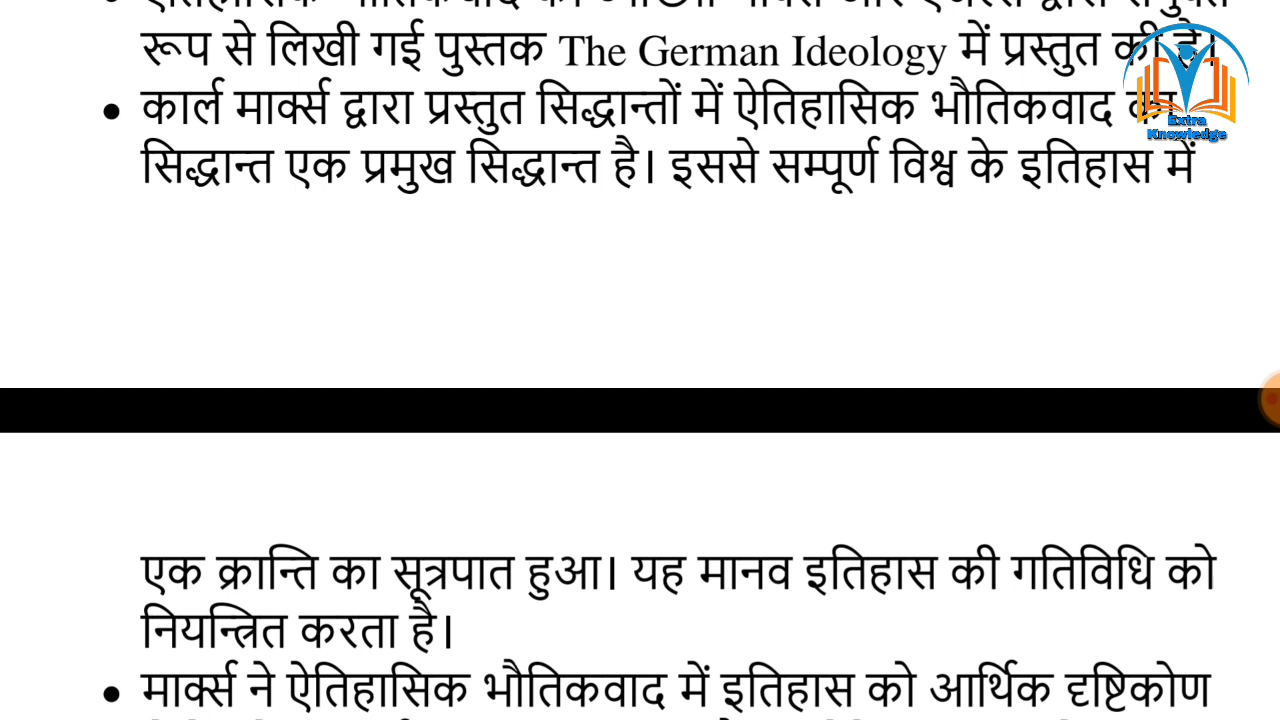 रूप से लिखी गई पुस्तक The German Ideology में प्रस्तुत की है।
Extra
Knowledge
• कार्ल मार्क्स द्वारा प्रस्तुत सिद्धान्तों में ऐतिहासिक भौतिकवाद का
सिद्धान्त एक प्रमुख सिद्धान्त है। इससे सम्पूर्ण विश्व के इतिहास में
एक क्रान्ति का सूत्रपात हुआ। यह मानव इतिहास की गतिविधि को
नियन्त्रित करता है।
• मार्क्स ने ऐतिहासिक भौतिकवाद में इतिहास को आर्थिक दृष्टिकोण